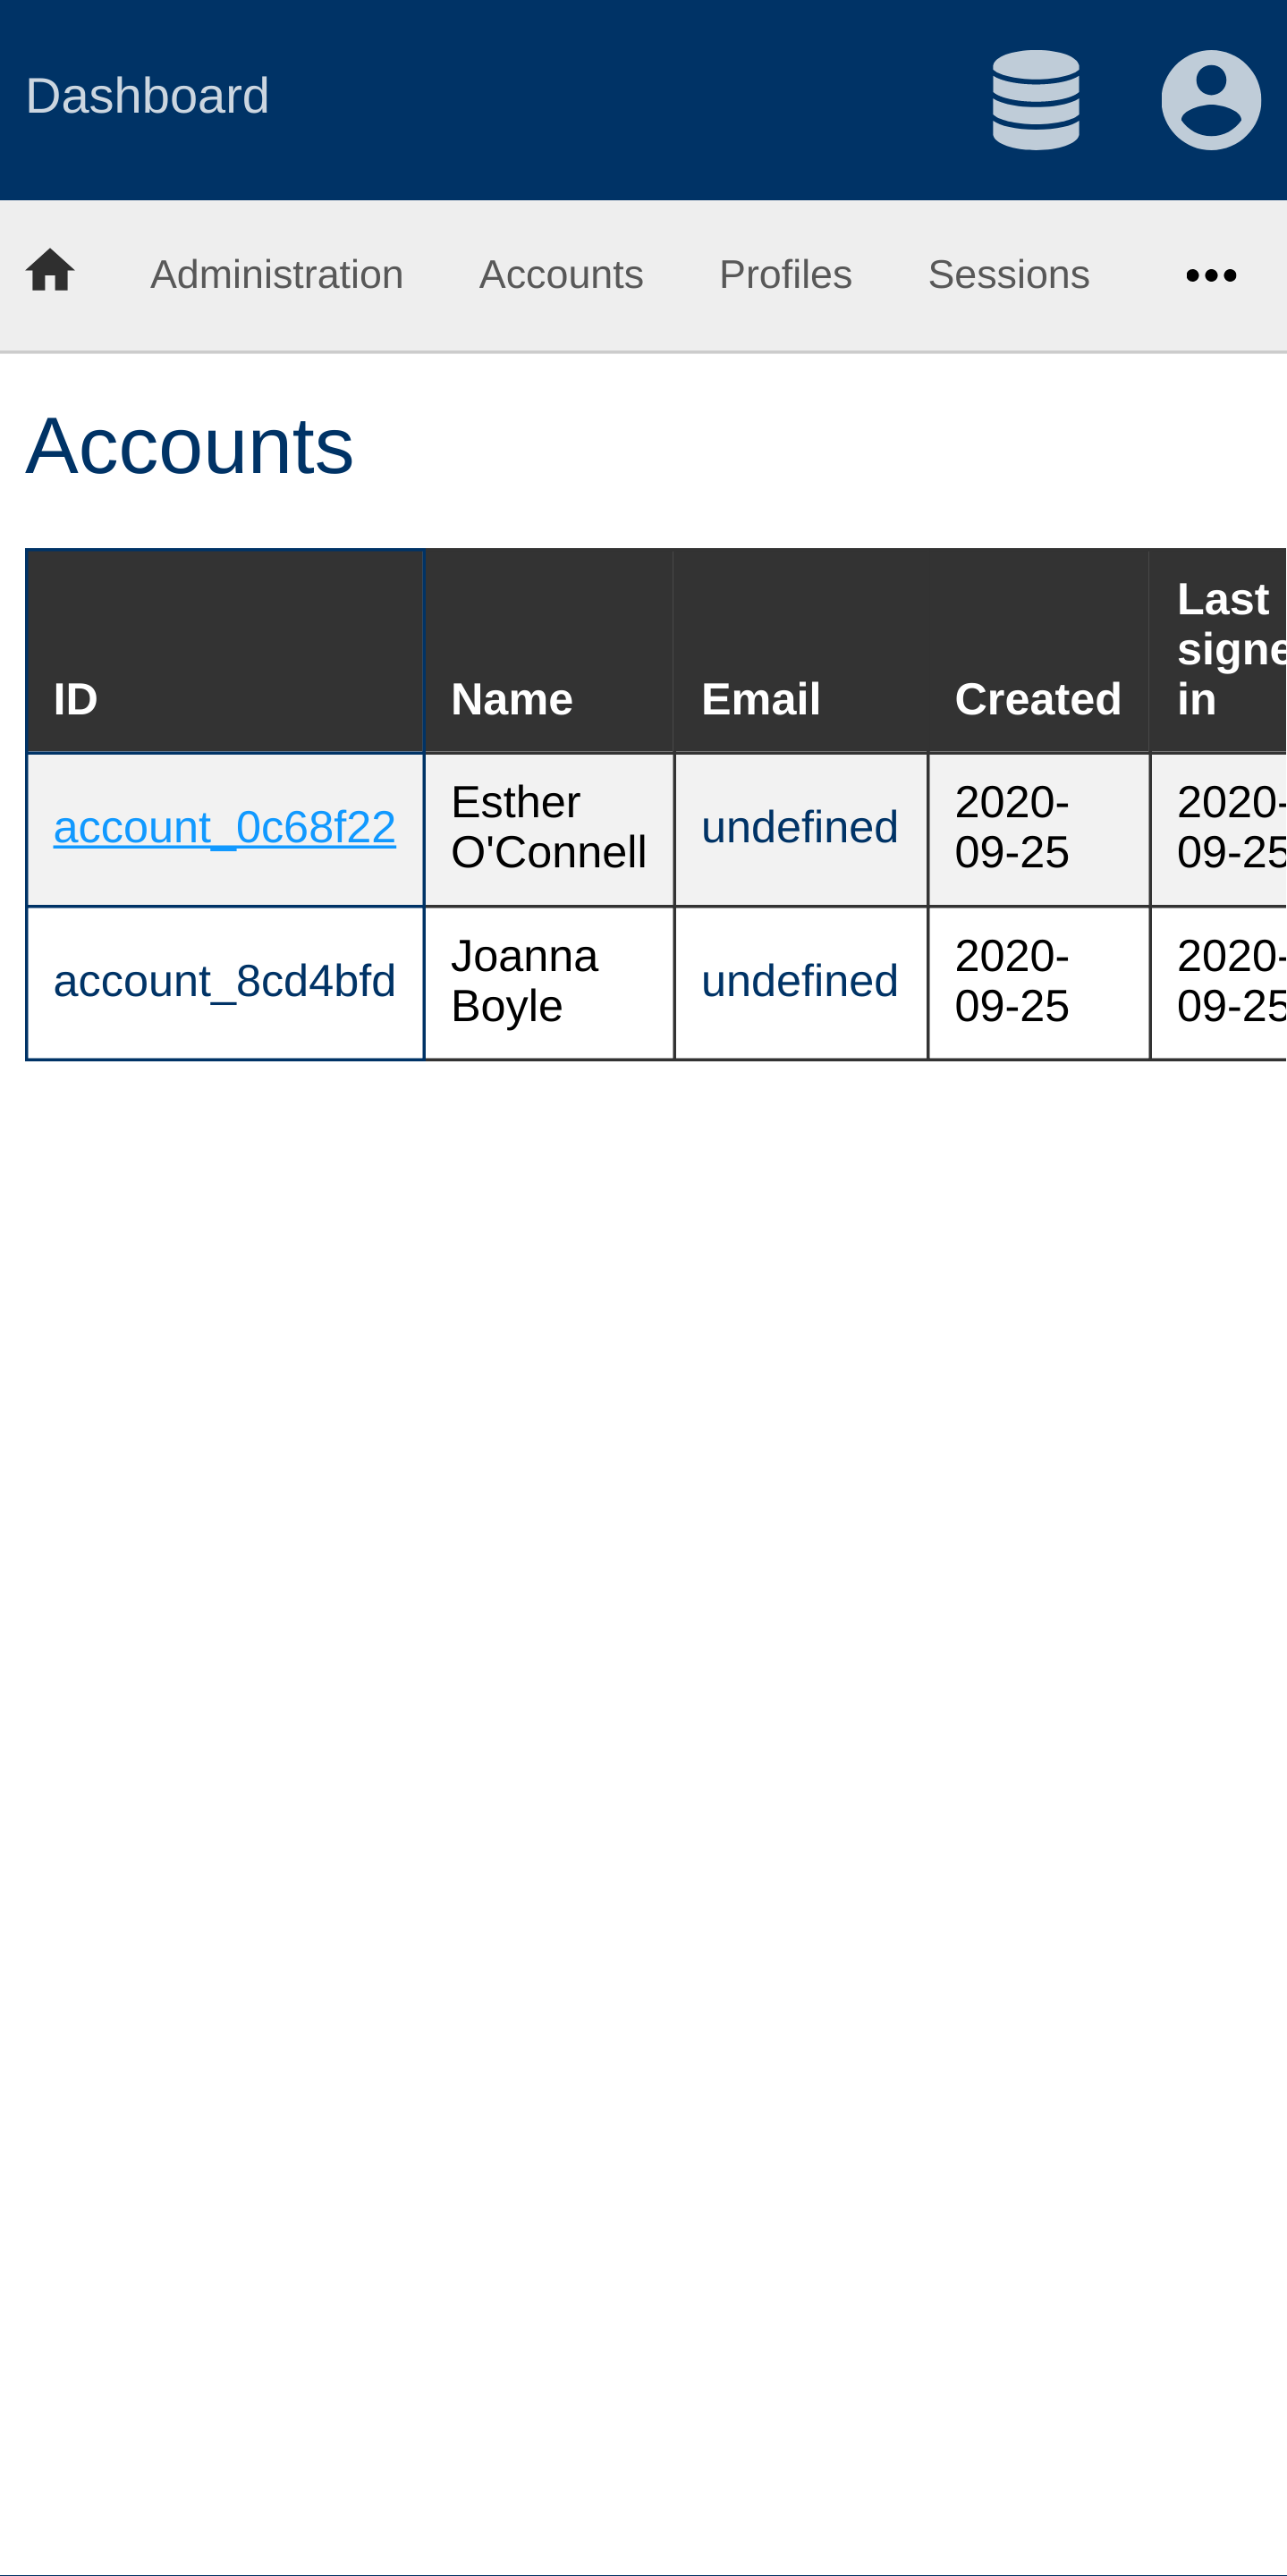 Dashboard
Administration Accounts Profiles Sessions
Accounts
ID Name Email Created Last
signe
in
account_0c68f22 Esther
O'Connell undefined 2020-
09-25 2020-
09-25
account_8cd4bfd Joanna
Boyle undefined 2020-
09-25 2020-
09-25